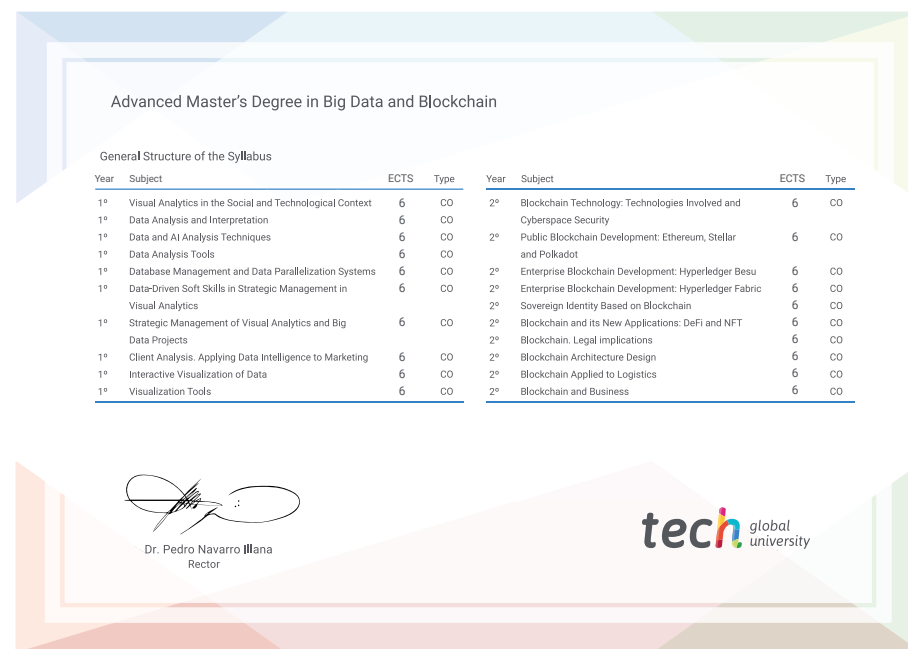 Advanced Master's Degree in Big Data and Blockchain
General Structure of the Syllabus
Year Subject ECTS Type
1º Visual Analytics in the Social and Technological Context 6 CO
1º Data Analysis and Interpretation 6 CO
1º Data and AI Analysis Techniques 6 CO
1º Data Analysis Tools 6 CO
1º Database Management and Data Parallelization Systems 6 CO
1º Data-Driven Soft Skills in Strategic Management in 6 CO
Visual Analytics
1º Strategic Management of Visual Analytics and Big 6 CO
Data Projects
1º Client Analysis. Applying Data Intelligence to Marketing 6 CO
1º Interactive Visualization of Data 6 CO
1º Visualization Tools 6 CO
Year Subject ECTS Type
2º Blockchain Technology: Technologies Involved and 6 CO
Cyberspace Security
2º Public Blockchain Development: Ethereum, Stellar 6 CO
and Polkadot
2º Enterprise Blockchain Development: Hyperledger Besu 6 CO
2º Enterprise Blockchain Development: Hyperledger Fabric 6 CO
2º Sovereign Identity Based on Blockchain 6 CO
2º Blockchain and its New Applications: DeFi and NFT 6 CO
2º Blockchain. Legal implications 6 CO
2º Blockchain Architecture Design 6 CO
2º Blockchain Applied to Logistics 6 CO
2º Blockchain and Business 6 CO
Dr. Pedro Navarro Illana
Rector
tech global
university